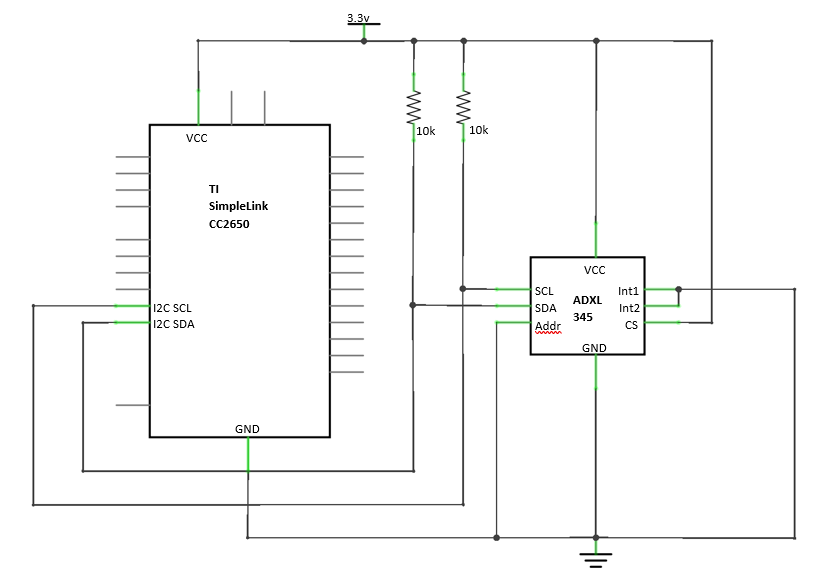 3.3v
10k
10k
VCC
TI
SimpleLink
CC2650
I2C SCL
I2C SDA
GND
VCC
SCL
SDA
Addr
ADXL
345
Int1
Int2
CS
GND